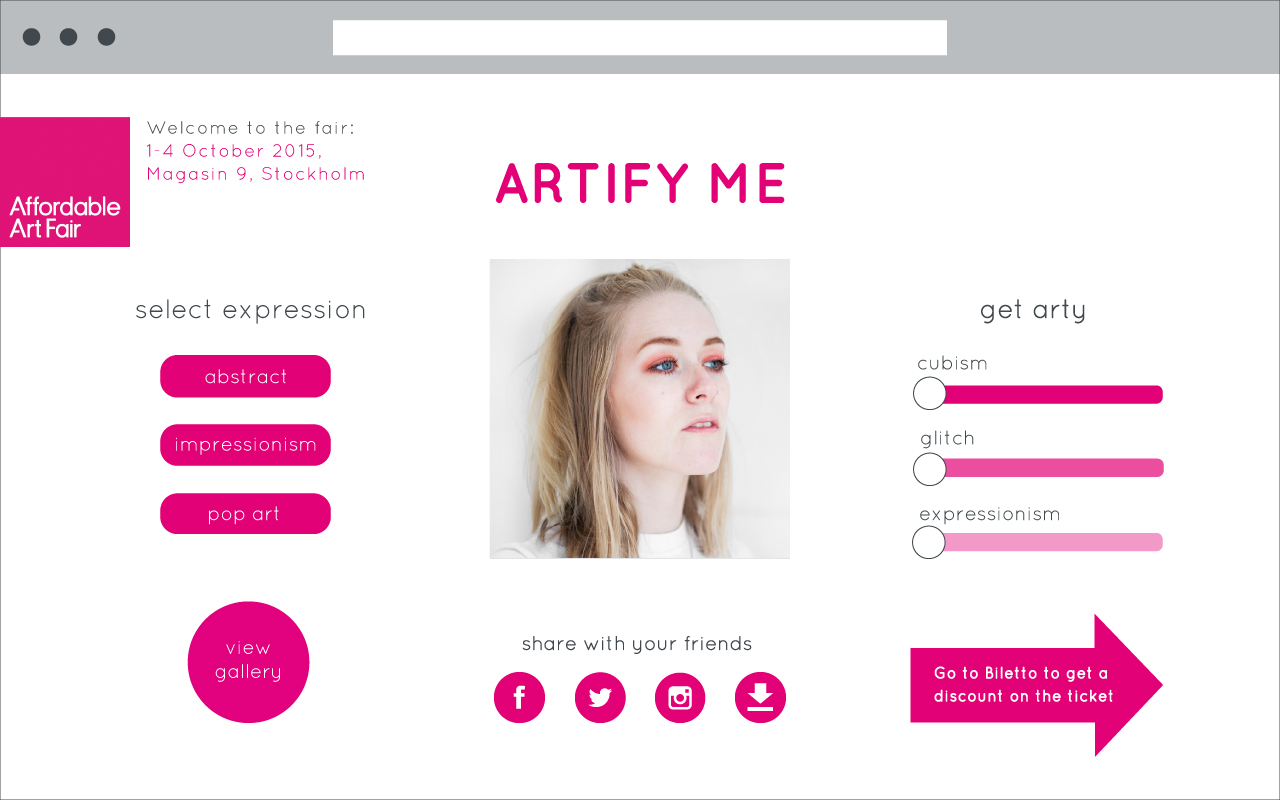 Welcome to the fair:
1-4 October 2015,
Magasin 9, Stockholm
Affordable
Art Fair
ARTIFY ME
select expression
abstract
impressionism
pop art
view
gallery
share with your friends
f
get arty
cubism
glitch
expressionism
Go to Biletto to get a
discount on the ticket